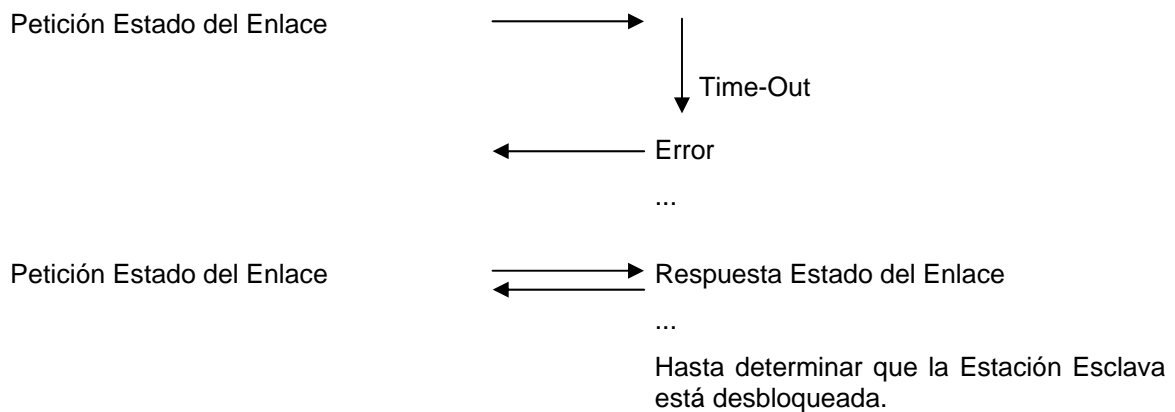 Petición Estado del Enlace
Time-Out
Error
...
Petición Estado del Enlace
Respuesta Estado del Enlace
...
Hasta determinar que la Estación Esclava
está desbloqueada.